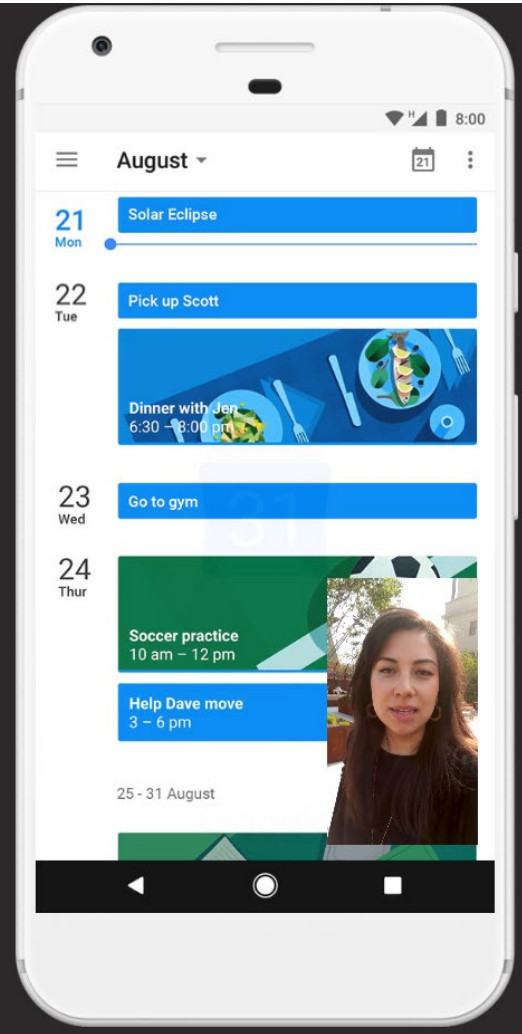 8:00
August
21
21
Mon
Solar Eclipse
22
Tue
Pick up Scott
Dinner with Jen
6:30 – 8:00 pm
23
Wed
Go to gym
31
24
Thur
Soccer practice
10 am – 12 pm
Help Dave move
3 – 6 pm
25 - 31 August